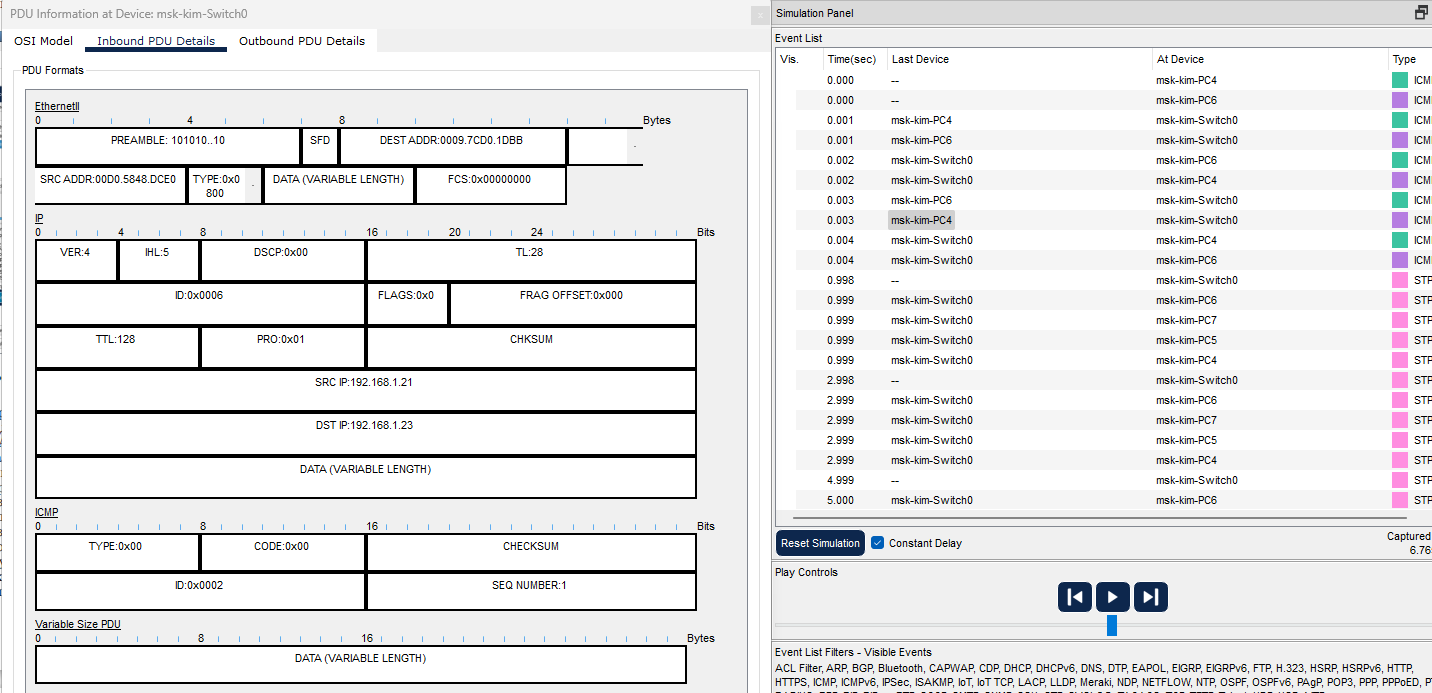 PDU Information at Device: msk-kim-Switch0
OSI Model Inbound PDU Details Outbound PDU Details
PDU Formats
EthernetII
0 4 8 Bytes
PREAMBLE: 101010..10 SFD DEST ADDR:0009.7CD0.1DBB
SRC ADDR:00D0.5848.DCE0 TYPE:0x0800 DATA (VARIABLE LENGTH) FCS:0x00000000
IP
0 4 8 16 20 24 Bits
VER:4 IHL:5 DSCP:0x00 TL:28
ID:0x0006 FLAGS:0x0 FRAG OFFSET:0x000
TTL:128 PRO:0x01 CHKSUM
SRC IP:192.168.1.21
DST IP:192.168.1.23
DATA (VARIABLE LENGTH)
ICMP
0 8 16 Bits
TYPE:0x00 CODE:0x00 CHECKSUM
ID:0x0002 SEQ NUMBER:1
Variable Size PDU
0 8 16 Bytes
DATA (VARIABLE LENGTH)
Simulation Panel
Event List
Vis. Time(sec) Last Device At Device Type
0.000 -- msk-kim-PC4 ICM
0.000 -- msk-kim-PC6 ICM
0.001 msk-kim-PC4 msk-kim-Switch0 ICM
0.001 msk-kim-PC6 msk-kim-Switch0 ICM
0.002 msk-kim-Switch0 msk-kim-PC6 ICM
0.002 msk-kim-Switch0 msk-kim-PC4 ICM
0.003 msk-kim-PC6 msk-kim-Switch0 ICM
0.003 msk-kim-PC4 msk-kim-Switch0 ICM
0.004 msk-kim-Switch0 msk-kim-PC4 ICM
0.004 msk-kim-Switch0 msk-kim-PC6 ICM
0.998 -- msk-kim-Switch0 STP
0.999 msk-kim-Switch0 msk-kim-PC6 STP
0.999 msk-kim-Switch0 msk-kim-PC7 STP
0.999 msk-kim-Switch0 msk-kim-PC5 STP
0.999 msk-kim-Switch0 msk-kim-PC4 STP
2.998 -- msk-kim-Switch0 STP
2.999 msk-kim-Switch0 msk-kim-PC6 STP
2.999 msk-kim-Switch0 msk-kim-PC7 STP
2.999 msk-kim-Switch0 msk-kim-PC5 STP
2.999 msk-kim-Switch0 msk-kim-PC4 STP
4.999 -- msk-kim-Switch0 STP
5.000 msk-kim-Switch0 msk-kim-PC6 STP
Reset Simulation Constant Delay Captured
6.76
Play Controls
Event List Filters - Visible Events
ACL Filter, ARP, BGP, Bluetooth, CAPWAP, CDP, DHCP, DHCPv6, DNS, DTP, EAPOL, EIGRP, EIGRPv6, FTP, H.323, HSRP, HSRPv6, HTTP,
HTTPS, ICMP, ICMPv6, IPSec, ISAKMP, IoT, IoT TCP, LACP, LLDP, Meraki, NDP, NETFLOW, NTP, OSPF, OSPFv6, PAgP, POP3, PPP, PPPoED, P